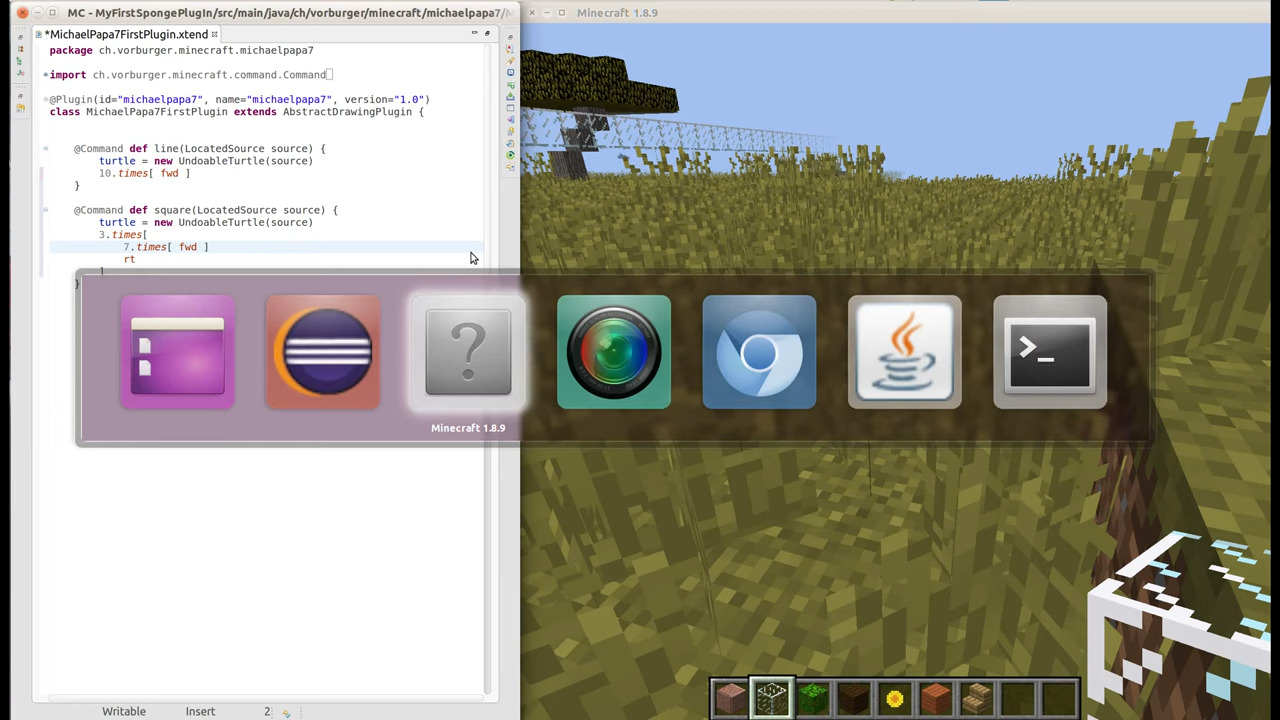 MC - MyFirstSpongePlugIn/src/main/java/ch/vorburger/minecraft/michaelpapa7/
Minecraft 1.8.9
*MichaelPapa7FirstPlugin.xtend
package ch.vorburger.minecraft.michaelpapa7
import ch.vorburger.minecraft.command.Command
@Plugin(id="michaelpapa7", name="michaelpapa7", version="1.0")
class MichaelPapa7FirstPlugin extends AbstractDrawingPlugin {
@Command def line(LocatedSource source) {
turtle = new UndoableTurtle(source)
10.times[ fwd ]
}
@Command def square(LocatedSource source) {
turtle = new UndoableTurtle(source)
3.times[
7.times[ fwd ]
rt
]
}
?
>_
Minecraft 1.8.9
Writable Insert 2